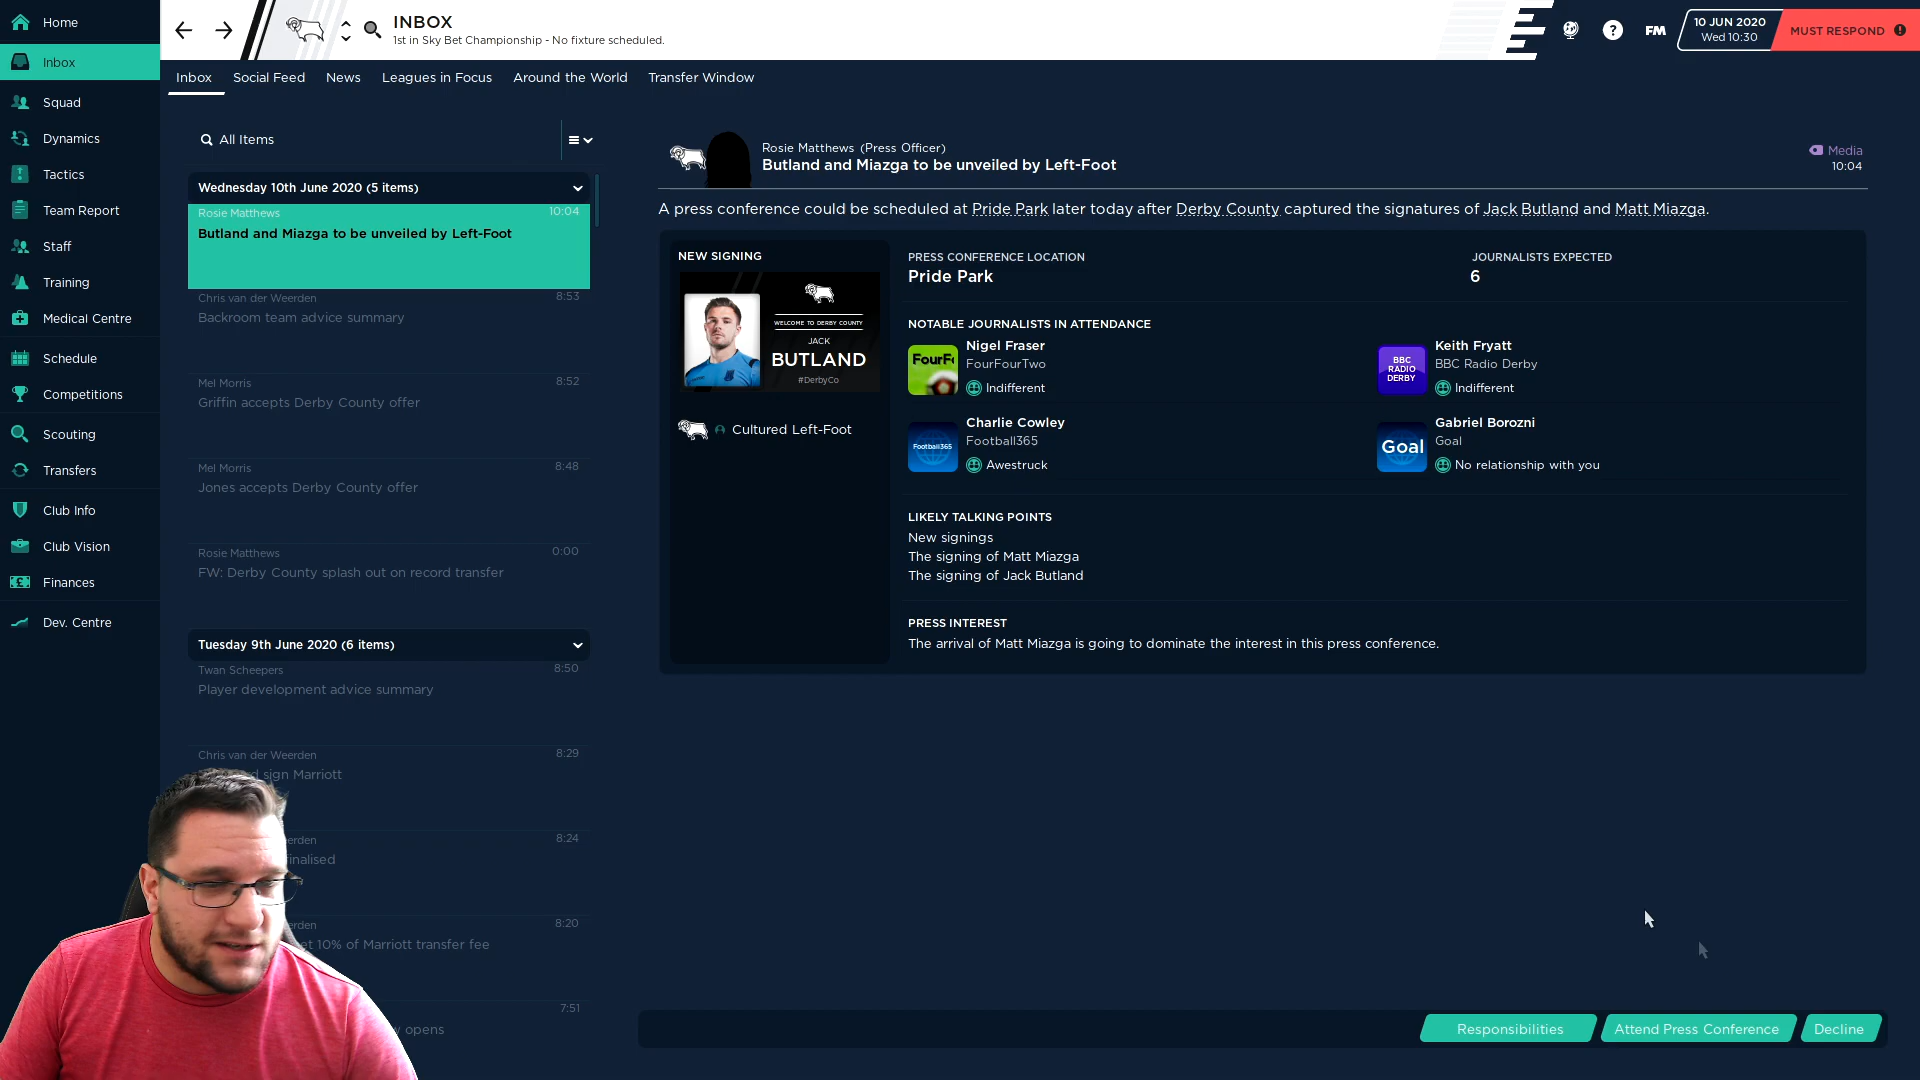 Home
Inbox
Squad
Dynamics
Tactics
Team Report
Staff
Training
Medical Centre
Schedule
Competitions
Scouting
Transfers
Club Info
Club Vision
Finances
Dev. Centre
INBOX
1st in Sky Bet Championship - No fixture scheduled.
?
FM
10 JUN 2020
Wed 10:30
MUST RESPOND
Inbox Social Feed News Leagues in Focus Around the World Transfer Window
All Items
Wednesday 10th June 2020 (5 items)
Rosie Matthews 10:04
Butland and Miazga to be unveiled by Left-Foot
Chris van der Weerden 8:53
Backroom team advice summary
Mel Morris 8:52
Griffin accepts Derby County offer
Mel Morris 8:48
Jones accepts Derby County offer
Rosie Matthews 0:00
FW: Derby County splash out on record transfer
Tuesday 9th June 2020 (6 items)
Twan Scheepers 8:50
Player development advice summary
Chris van der Weerden 8:29
sign Marriott
8:24
8:20
10% of Marriott transfer fee
7:51
opens
Rosie Matthews (Press Officer)
Butland and Miazga to be unveiled by Left-Foot
Media
10:04
A press conference could be scheduled at Pride Park later today after Derby County captured the signatures of Jack Butland and Matt Miazga.
NEW SIGNING
WELCOME TO DERBY COUNTY
JACK
BUTLAND
#DerbyCo
Cultured Left-Foot
PRESS CONFERENCE LOCATION
Pride Park
JOURNALISTS EXPECTED
6
NOTABLE JOURNALISTS IN ATTENDANCE
FourF
Nigel Fraser
FourFourTwo
Indifferent
BBC
RADIO
DERBY
Keith Fryatt
BBC Radio Derby
Indifferent
Football365
Charlie Cowley
Football365
Awestruck
Goal
Gabriel Borozni
Goal
No relationship with you
LIKELY TALKING POINTS
New signings
The signing of Matt Miazga
The signing of Jack Butland
PRESS INTEREST
The arrival of Matt Miazga is going to dominate the interest in this press conference.
Responsibilities
Attend Press Conference
Decline